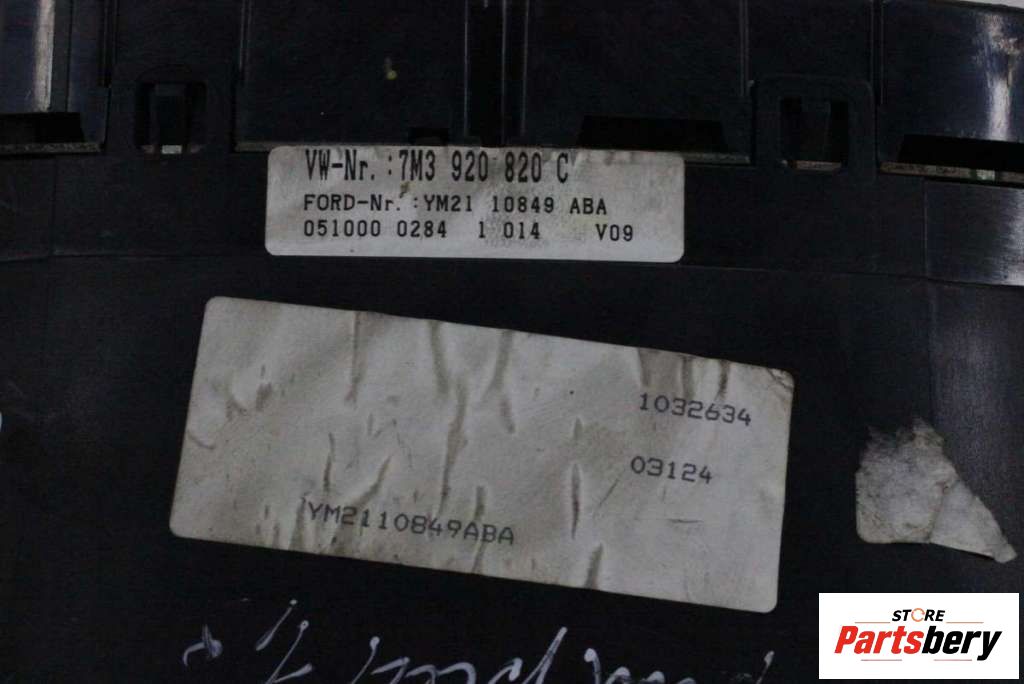 VW-Nr. :7M3 920 820 C
FORD-Nr. :YM21 10849 ABA
051000 0284 1 014 V09
1032634
03124
YM2110849ABA
STORE
Partsbery